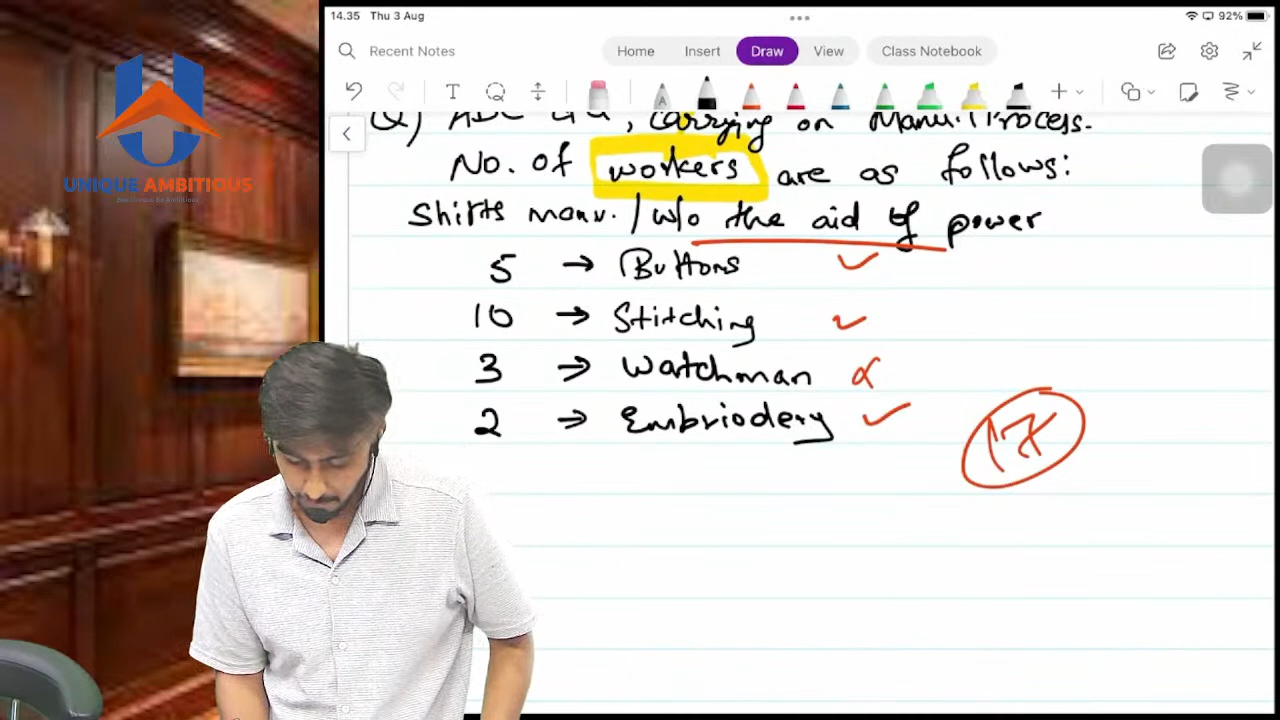 14.35 Thu 3 Aug
92%
Recent Notes
Home Insert Draw View Class Notebook
UNIQUE AMBITIOUS
Q) ABC Ltd, carrying on Manu. Process.
No. of workers are as follows:
Shirts manu. / w/o the aid of power
5 → Buttons ✓
10 → Stitching ✓
3 → Watchman
2 → Embriodery ✓
17